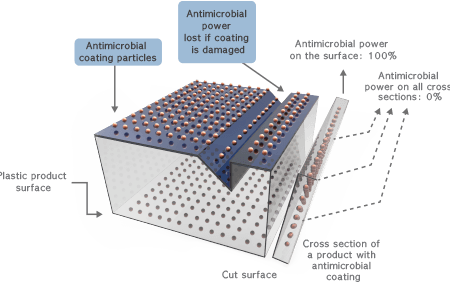 Antimicrobial
coating particles
Antimicrobial
power
lost if coating
is damaged
Antimicrobial power
on the surface: 100%
Antimicrobial
power on all cross
sections: 0%
Plastic product
surface
Cut surface
Cross section of
a product with
antimicrobial
coating